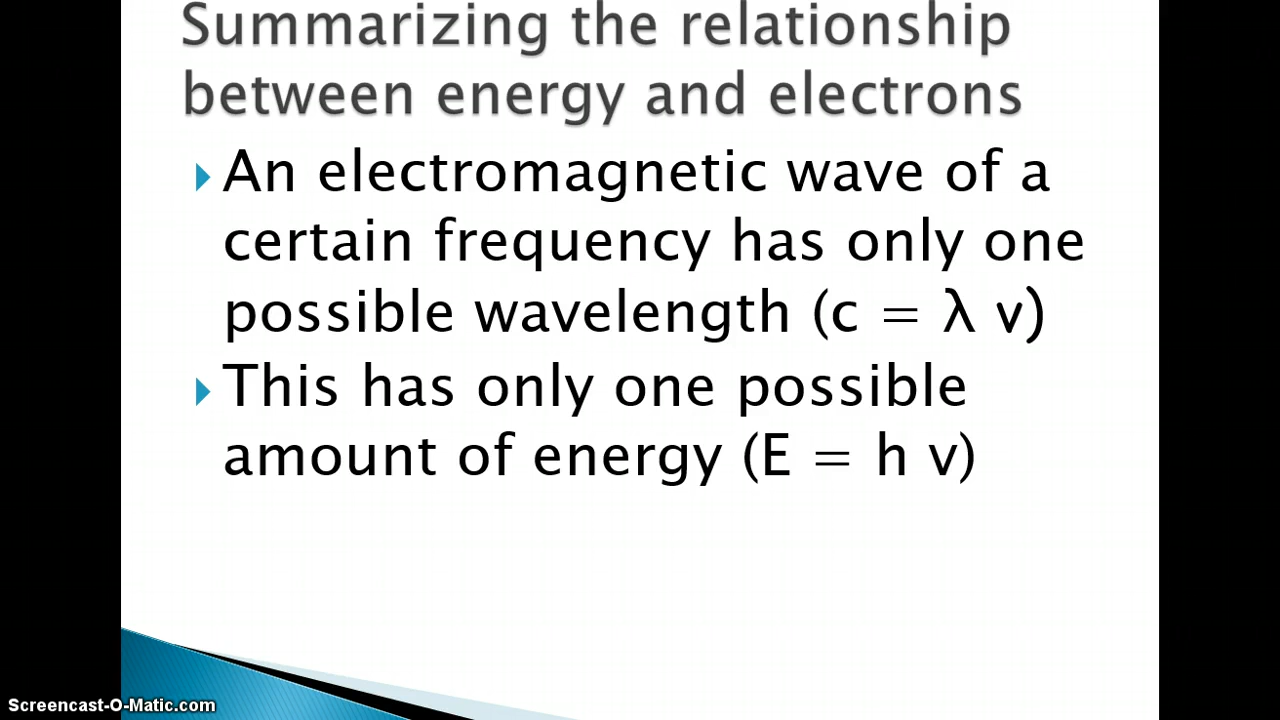 Summarizing the relationship
between energy and electrons
An electromagnetic wave of a
certain frequency has only one
possible wavelength (c = λ v)
This has only one possible
amount of energy (E = h v)
Screencast-O-Matic.com